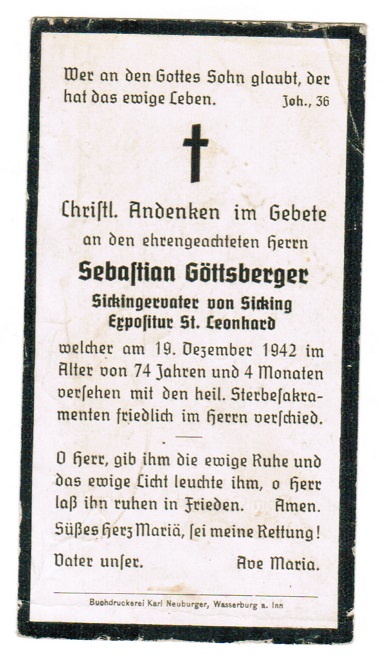 Wer an den Gottes Sohn glaubt, der
hat das ewige Leben. Joh., 36
Christl. Andenken im Gebete
an den ehrengeachteten Herrn
Sebastian Göttsberger
Sickingervater von Sicking
Expositur St. Leonhard
welcher am 19. Dezember 1942 im
Alter von 74 Jahren und 4 Monaten
versehen mit den heil. Sterbesakra-
menten friedlich im Herrn verschied.
O Herr, gib ihm die ewige Ruhe und
das ewige Licht leuchte ihm, o Herr
laß ihn ruhen in Frieden. Amen.
Süßes Herz Mariä, sei meine Rettung!
Vater unser. Ave Maria.
Buchdruckerei Karl Neuburger, Wasserburg a. Inn